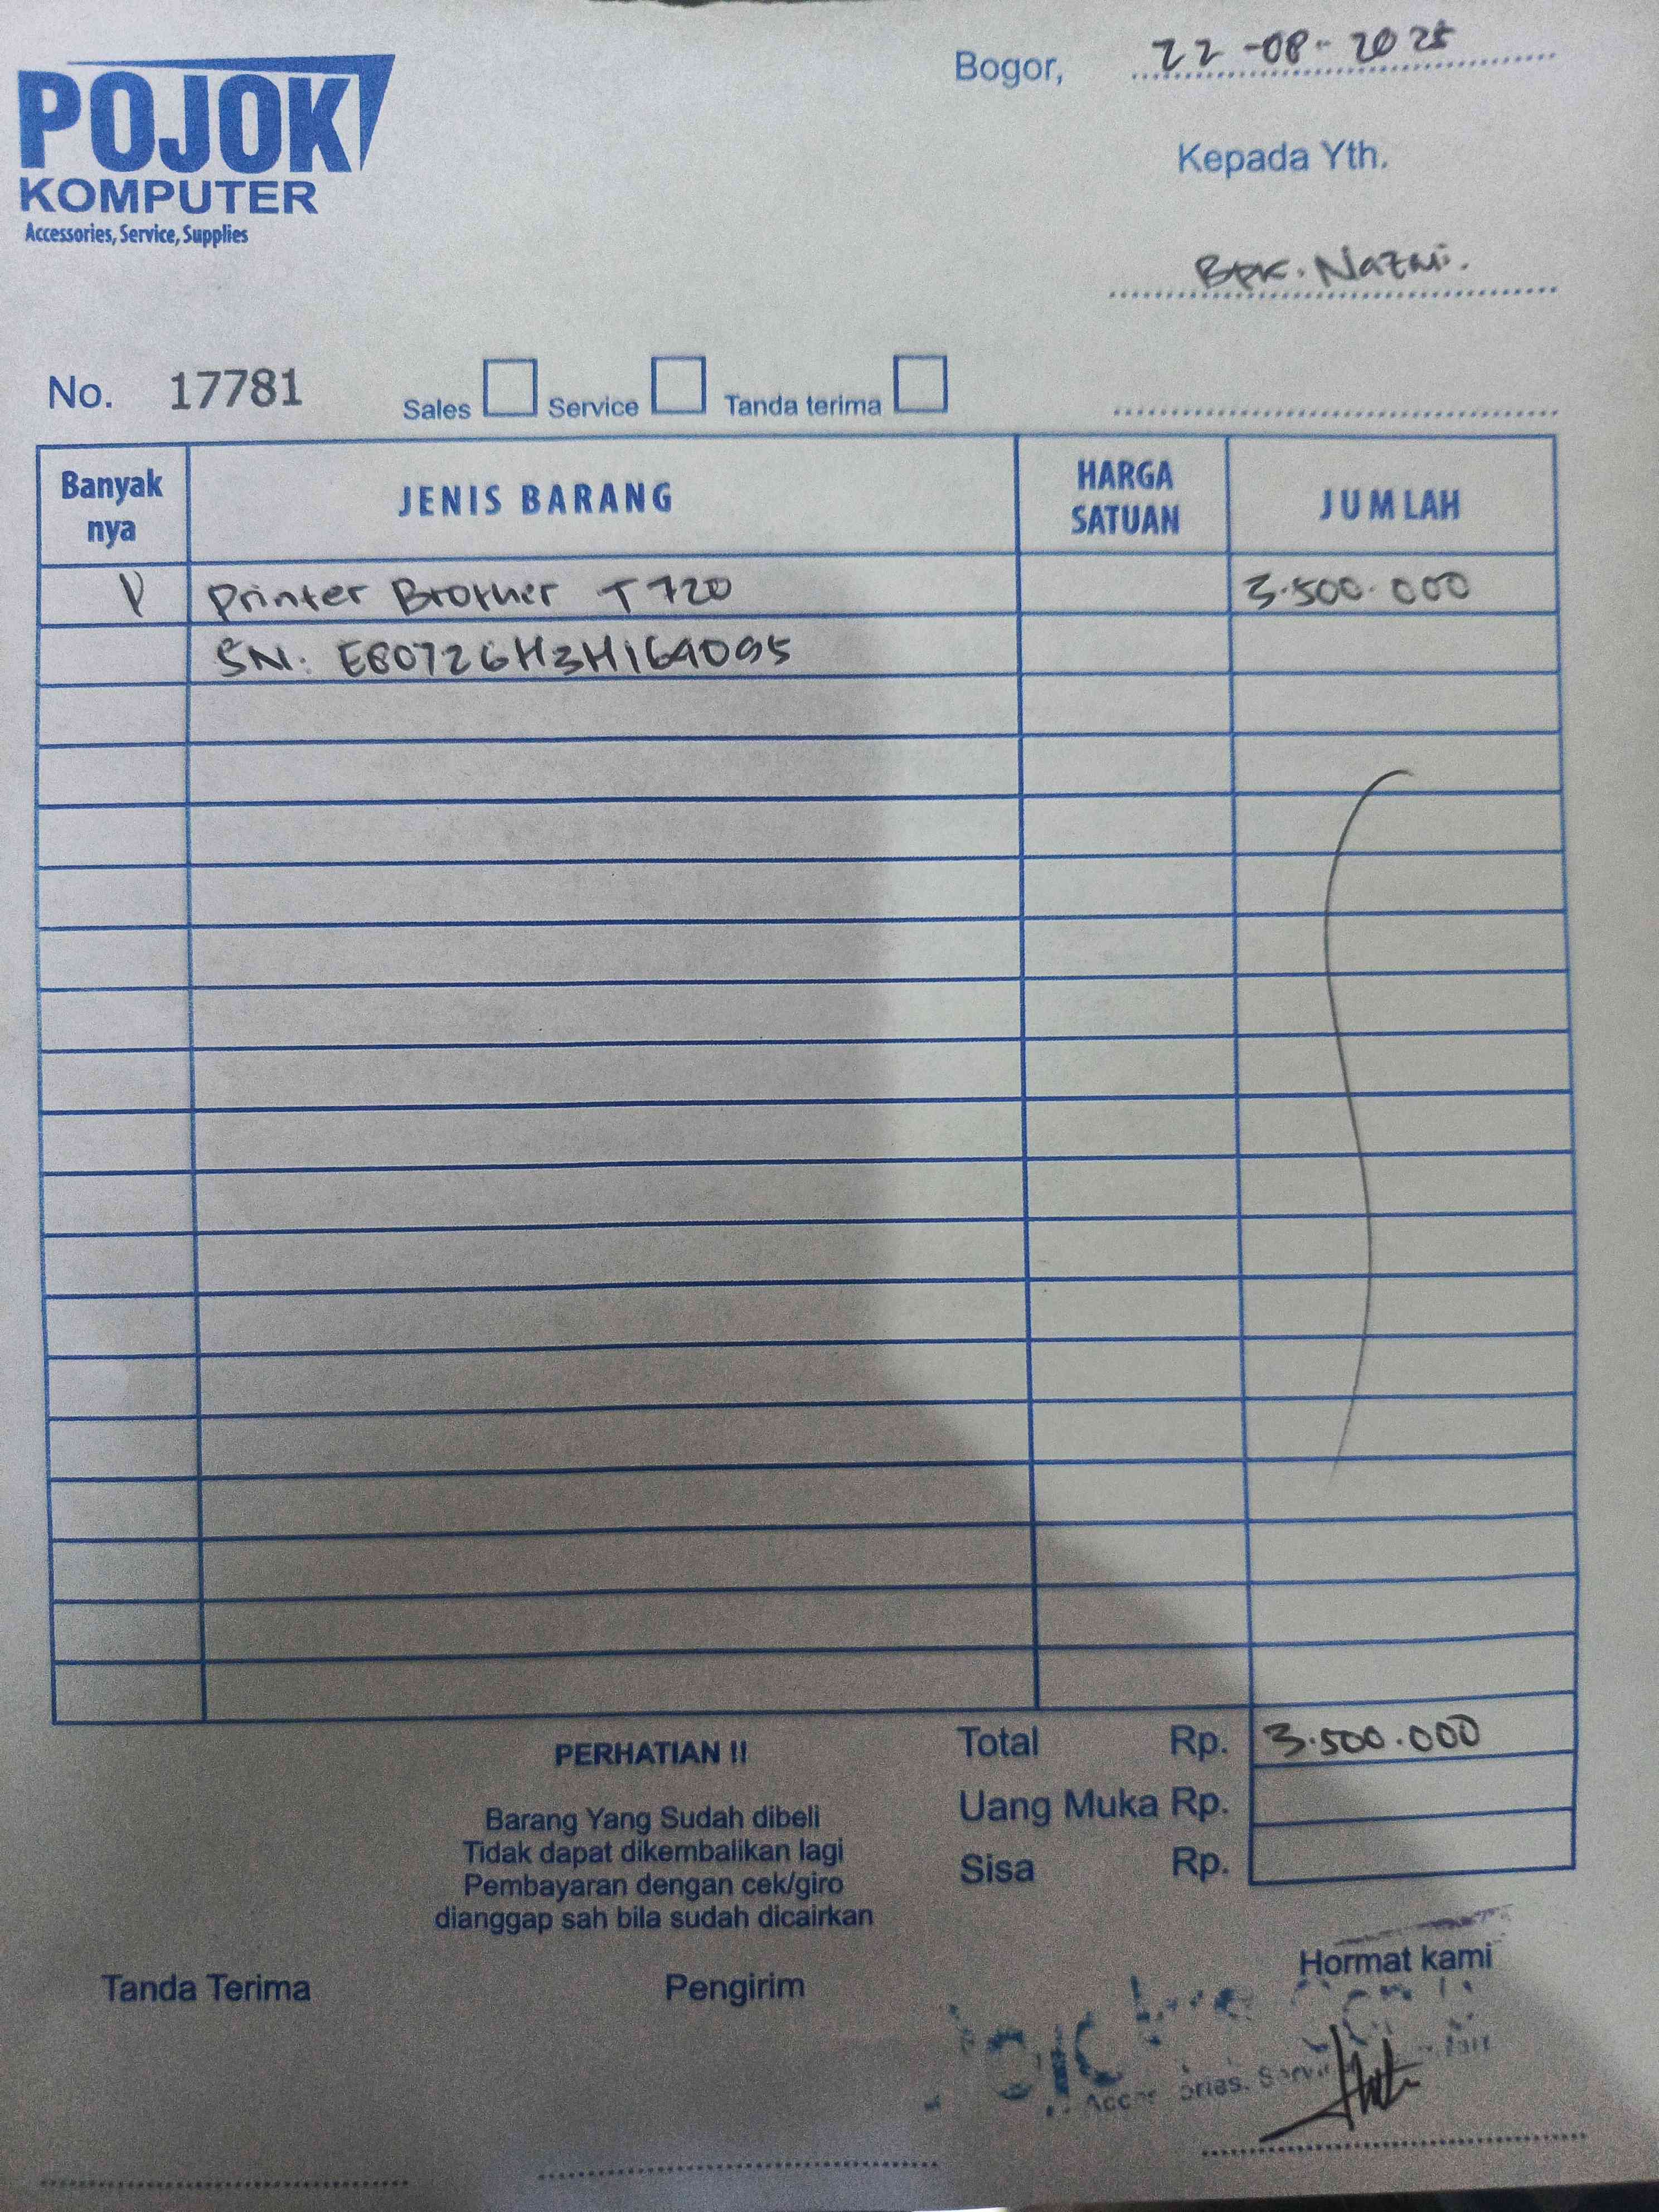 POJOK
KOMPUTER
Accessories, Service, Supplies
Bogor, 22-08-2025
Kepada Yth.
Bpk. Nazmi.
No. 17781 Sales Service Tanda terima
Banyak nya JENIS BARANG HARGA SATUAN JUMLAH
1 Printer Brother T720 3.500.000
SN: E80726H3H164095
Total Rp. 3.500.000
Uang Muka Rp.
Sisa Rp.
PERHATIAN !!
Barang Yang Sudah dibeli
Tidak dapat dikembalikan lagi
Pembayaran dengan cek/giro
dianggap sah bila sudah dicairkan
Tanda Terima Pengirim Hormat kami